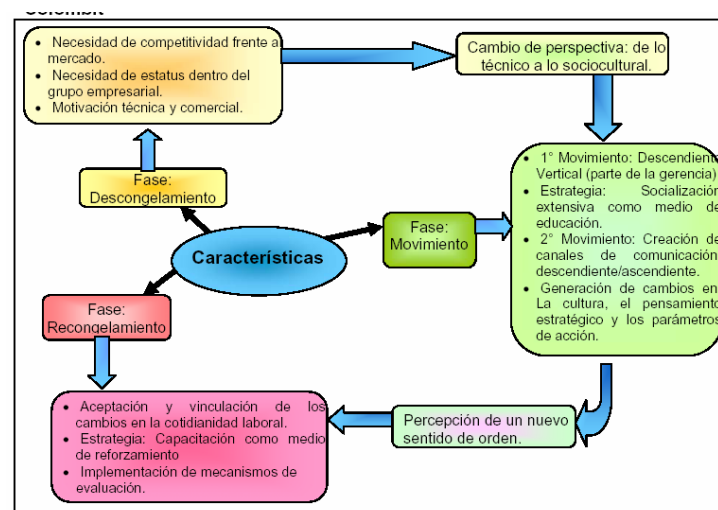 • Necesidad de competitividad frente al
mercado.
• Necesidad de estatus dentro del
grupo empresarial.
• Motivación técnica y comercial.
Cambio de perspectiva: de lo
técnico a lo sociocultural.
Fase:
Descongelamiento
• 1° Movimiento: Descendiente
Vertical (parte de la gerencia)
• Estrategia: Socialización
extensiva como medio de
educación.
• 2° Movimiento: Creación de
canales de comunicación
descendiente/ascendiente.
• Generación de cambios en
La cultura, el pensamiento
estratégico y los parámetros
de acción.
Fase:
Movimiento
Características
Fase:
Recongelamiento
• Aceptación y vinculación de los
cambios en la cotidianidad laboral.
• Estrategia: Capacitación como medio
de reforzamiento
• Implementación de mecanismos de
evaluación.
Percepción de un nuevo
sentido de orden.